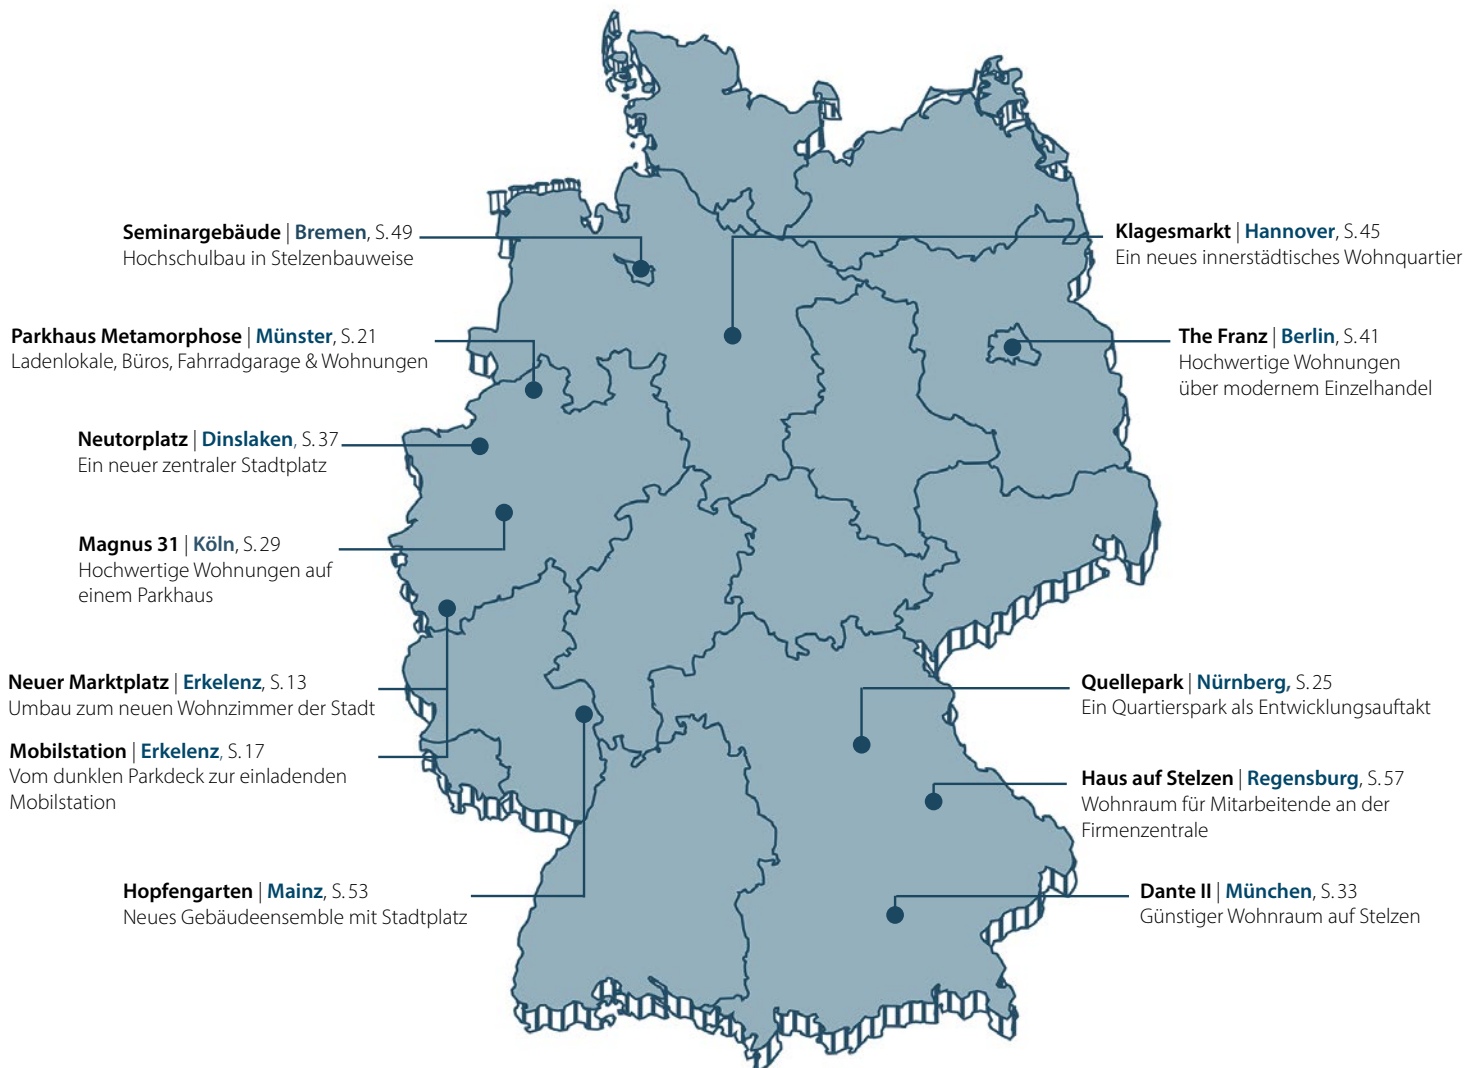 Seminargebäude | Bremen, S. 49
Hochschulbau in Stelzenbauweise
Parkhaus Metamorphose | Münster, S. 21
Ladenlokale, Büros, Fahrradgarage & Wohnungen
Neutorplatz | Dinslaken, S. 37
Ein neuer zentraler Stadtplatz
Magnus 31 | Köln, S. 29
Hochwertige Wohnungen auf
einem Parkhaus
Neuer Marktplatz | Erkelenz, S. 13
Umbau zum neuen Wohnzimmer der Stadt
Mobilstation | Erkelenz, S. 17
Vom dunklen Parkdeck zur einladenden
Mobilstation
Hopfengarten | Mainz, S. 53
Neues Gebäudeensemble mit Stadtplatz
Klagesmarkt | Hannover, S. 45
Ein neues innerstädtisches Wohnquartier
The Franz | Berlin, S. 41
Hochwertige Wohnungen
über modernem Einzelhandel
Quellepark | Nürnberg, S. 25
Ein Quartierspark als Entwicklungsauftakt
Haus auf Stelzen | Regensburg, S. 57
Wohnraum für Mitarbeitende an der
Firmenzentrale
Dante II | München, S. 33
Günstiger Wohnraum auf Stelzen